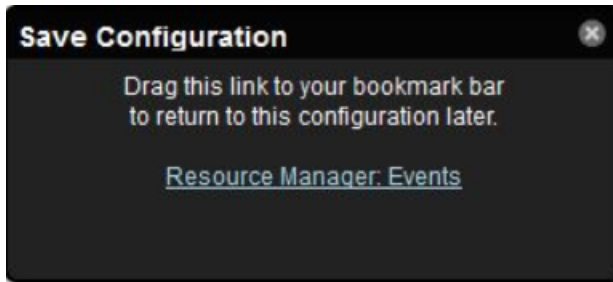 Save Configuration
Drag this link to your bookmark bar
to return to this configuration later.
Resource Manager: Events